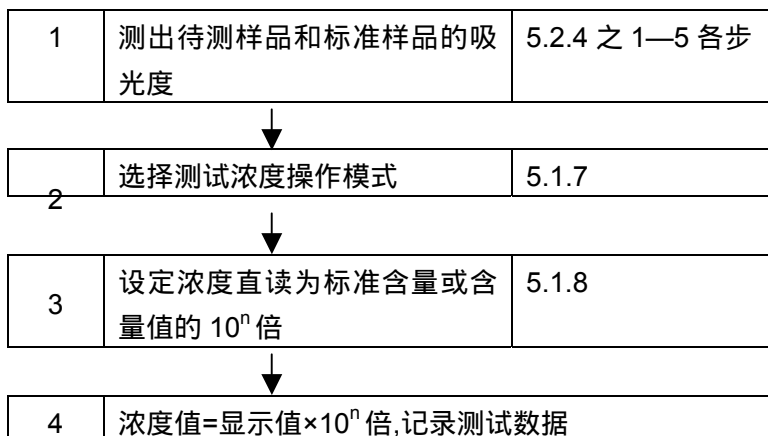 1 测出待测样品和标准样品的吸 5.2.4 之 1—5 各步
光度
2 选择测试浓度操作模式 5.1.7
设定浓度直读为标准含量或含 5.1.8
3
量值的 10ⁿ 倍
4 浓度值=显示值×10ⁿ 倍,记录测试数据